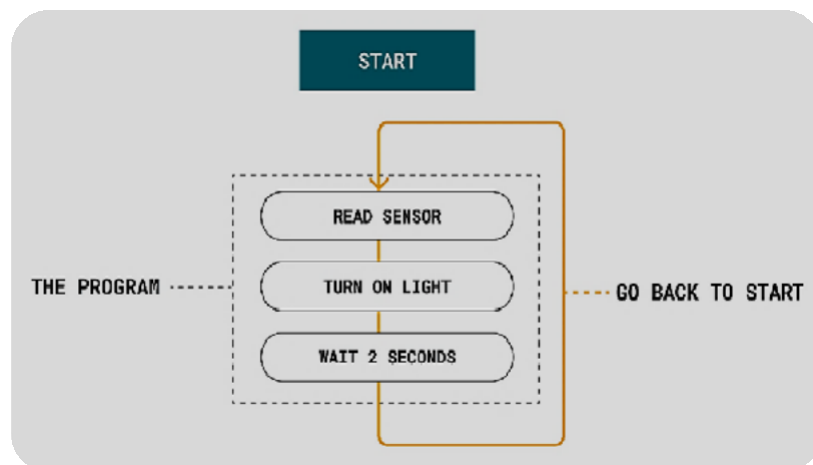 START
READ SENSOR
TURN ON LIGHT
WAIT 2 SECONDS
THE PROGRAM
GO BACK TO START